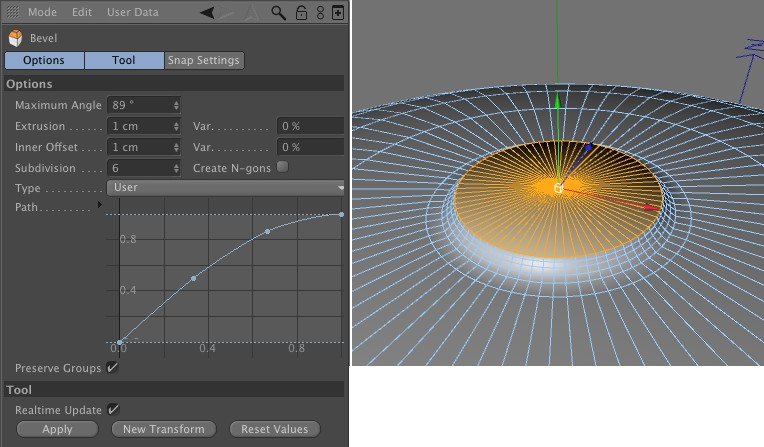 Mode Edit User Data
Bevel
Options Tool Snap Settings
Options
Maximum Angle 89 °
Extrusion . . . . . 1 cm Var. . . . . . . . . 0 %
Inner Offset . . . 1 cm Var. . . . . . . . . 0 %
Subdivision . . . 6 Create N-gons
Type . . . . . . . . . User
Path. . . . .
0.8
0.4
0.0 0.4 0.8
Preserve Groups
Tool
Realtime Update
Apply New Transform Reset Values